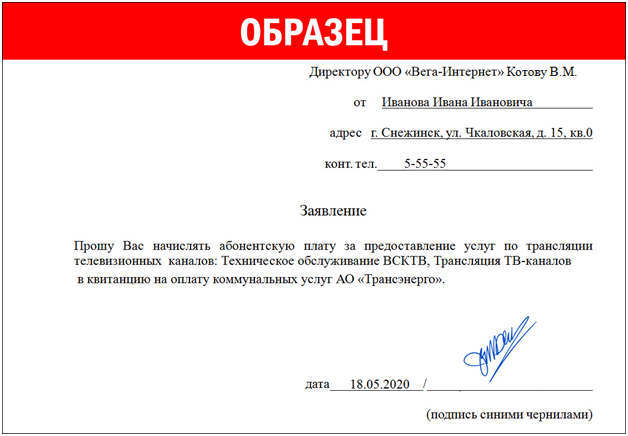 ОБРАЗЕЦ
Директору ООО «Вега-Интернет» Котову В.М.
от Иванова Ивана Ивановича
адрес г. Снежинск, ул. Чкаловская, д. 15, кв.0
конт. тел. 5-55-55
Заявление
Прошу Вас начислять абонентскую плату за предоставление услуг по трансляции
телевизионных каналов: Техническое обслуживание ВСКТВ, Трансляция ТВ-каналов
в квитанцию на оплату коммунальных услуг АО «Трансэнерго».
дата 18.05.2020 /
(подпись синими чернилами)